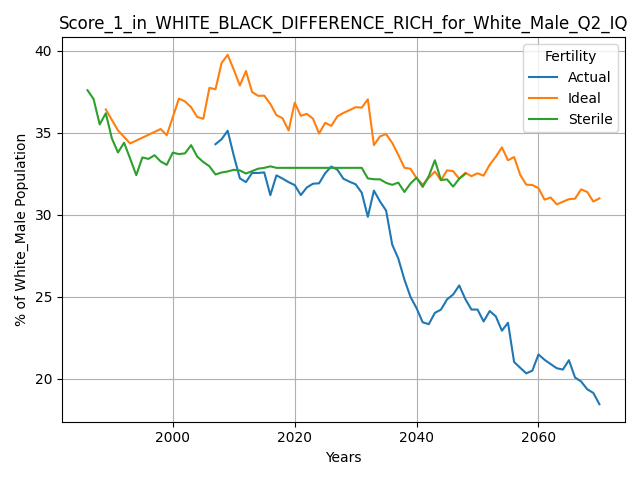 Score_1_in_WHITE_BLACK_DIFFERENCE_RICH_for_White_Male_Q2_IQ
Fertility
Actual
Ideal
Sterile
% of White_Male Population
40
35
30
25
20
2000
2020
2040
2060
Years